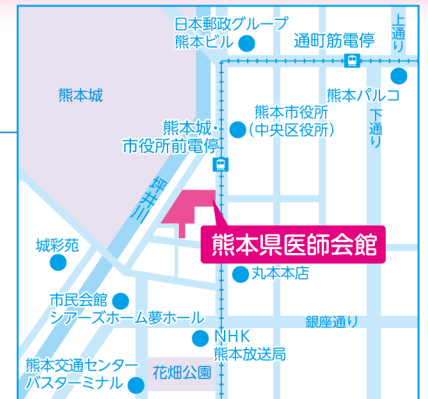 日本郵政グループ
熊本ビル
通町筋電停
上通り
熊本城
熊本パルコ
熊本市役所
(中央区役所)
下通り
熊本城・
市役所前電停
坪井川
熊本県医師会館
城彩苑
丸本本店
市民会館
シアーズホーム夢ホール
銀座通り
NHK
熊本放送局
熊本交通センター
バスターミナル
花畑公園